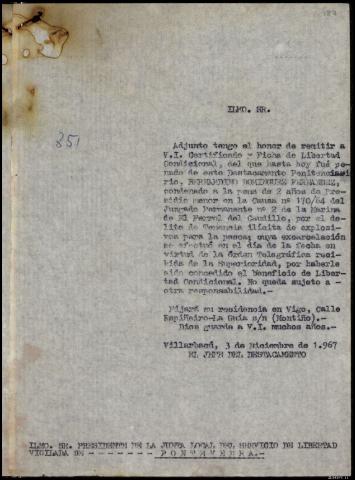 187
851
ILMO. SR.
Adjunto tengo el honor de remitir a
V.I. Certificado y Ficha de Libertad
Condicional, del que hasta hoy fué pe-
nado de este Destacamento Penitencia-
rio, BERNARDINO DOMINGUEZ FERNANDEZ,
condenado a la pena de 2 años de Pre-
sidio menor en la Causa nº 170/64 del
Juzgado Permanente nº 2 de la Marina
de El Ferrol del Caudillo, por el de-
lito de Tenencia ilícita de explosi-
vos para la pesca; cuya excarcelación
se efectuó en el día de la fecha en
virtud de la Órden Telegráfica reci-
bida de la Superioridad, por haberle
sido concedido el Beneficio de Liber-
tad Condicional. No queda sujeto a -
otra responsabilidad.-
Fijará su residencia en Vigo, Calle
Espiñeiro-La Guía s/n (Montiño).-
Dios guarde a V.I. muchos años.-
Villarbacú, 3 de Diciembre de 1.967
EL JEFE DEL DESTACAMENTO
ILMO. SR. PRESIDENTE DE LA JUNTA LOCAL DEL SERVICIO DE LIBERTAD
VIGILADA DE - - - - - - - P O N T E V E D R A.-